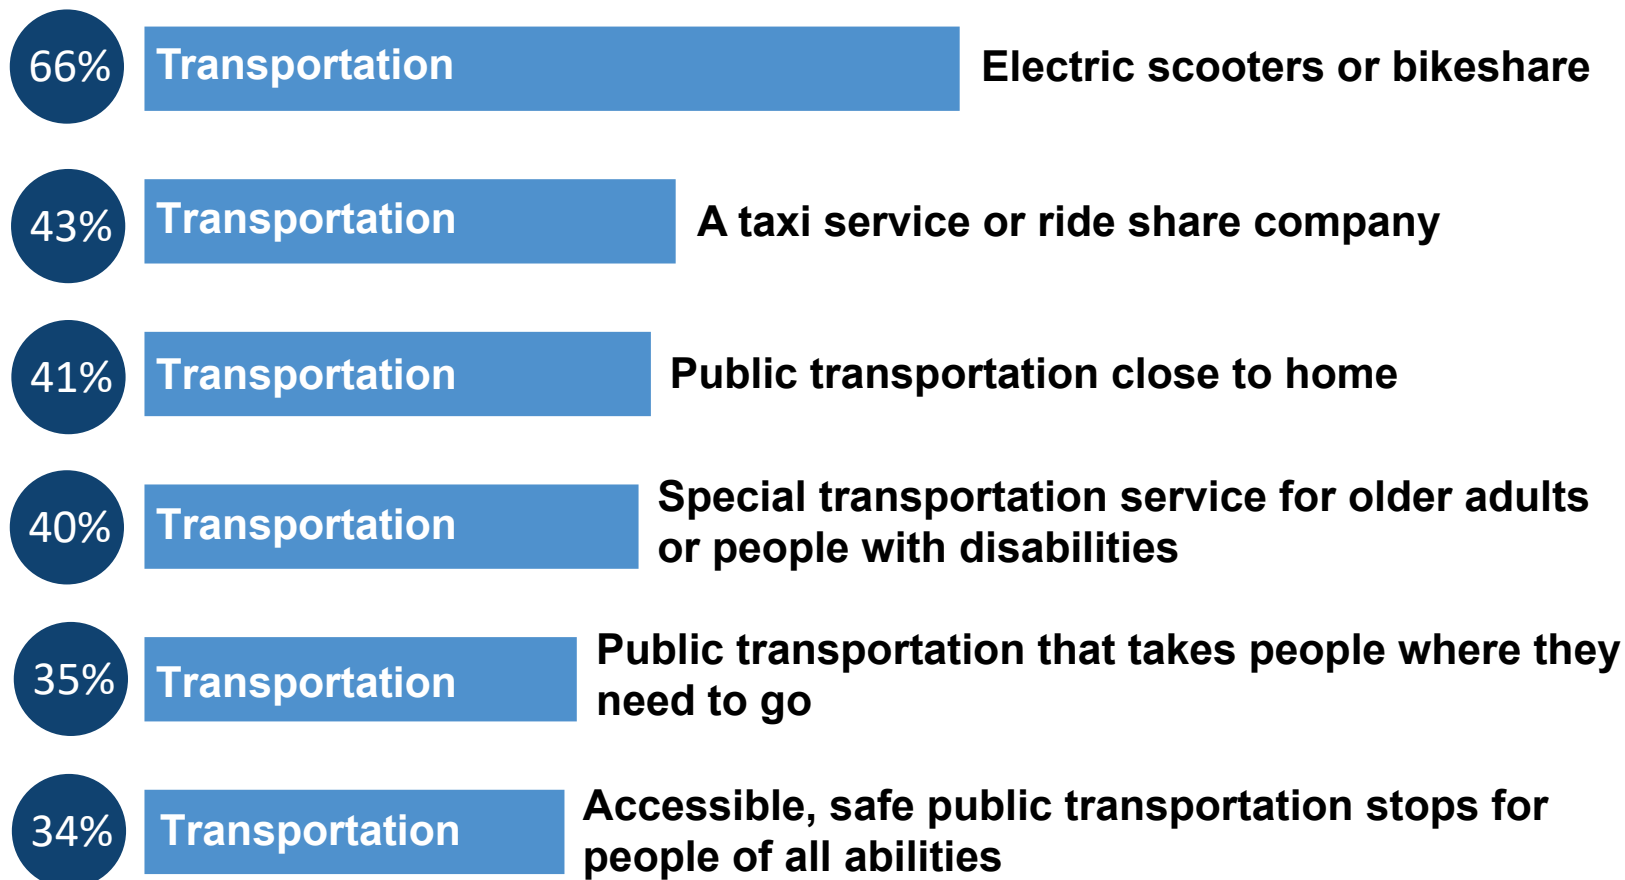 66% Transportation Electric scooters or bikeshare
43% Transportation A taxi service or ride share company
41% Transportation Public transportation close to home
40% Transportation Special transportation service for older adults
or people with disabilities
35% Transportation Public transportation that takes people where they
need to go
34% Transportation Accessible, safe public transportation stops for
people of all abilities